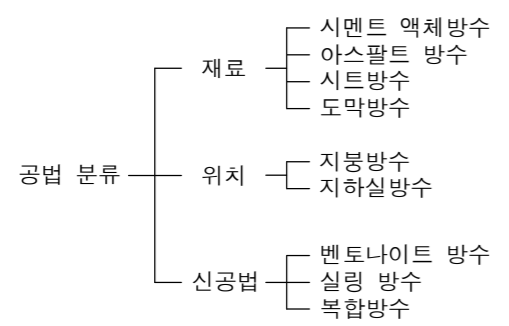 시멘트 액체방수
아스팔트 방수
재료
시트방수
도막방수
지붕방수
공법 분류
위치
지하실방수
벤토나이트 방수
신공법
실링 방수
복합방수